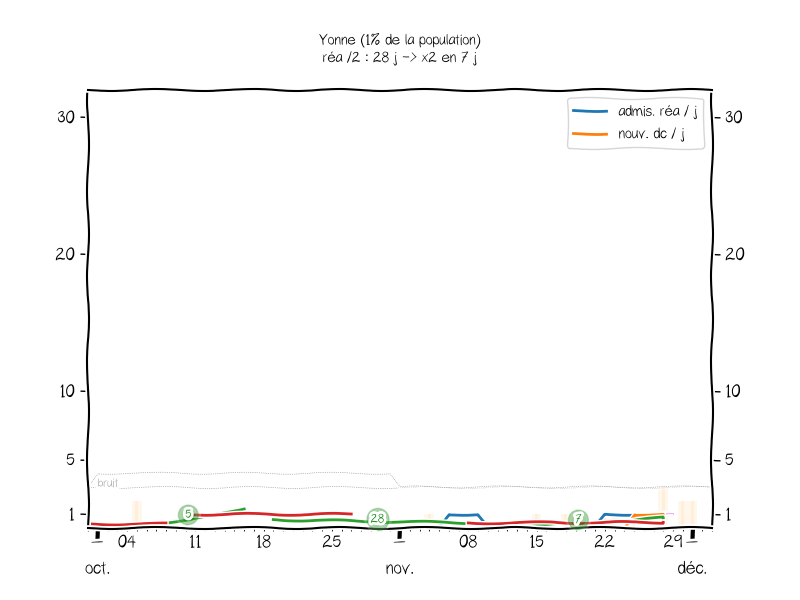 Yonne (1% de la population)
réa /2 : 28 j -> x2 en 7 j
admis. réa / j
nouv. dc / j
30
30
20
20
10
10
5
5
bruit
1
1
5
28
7
04
11
18
25
08
15
22
29
oct.
nov.
déc.